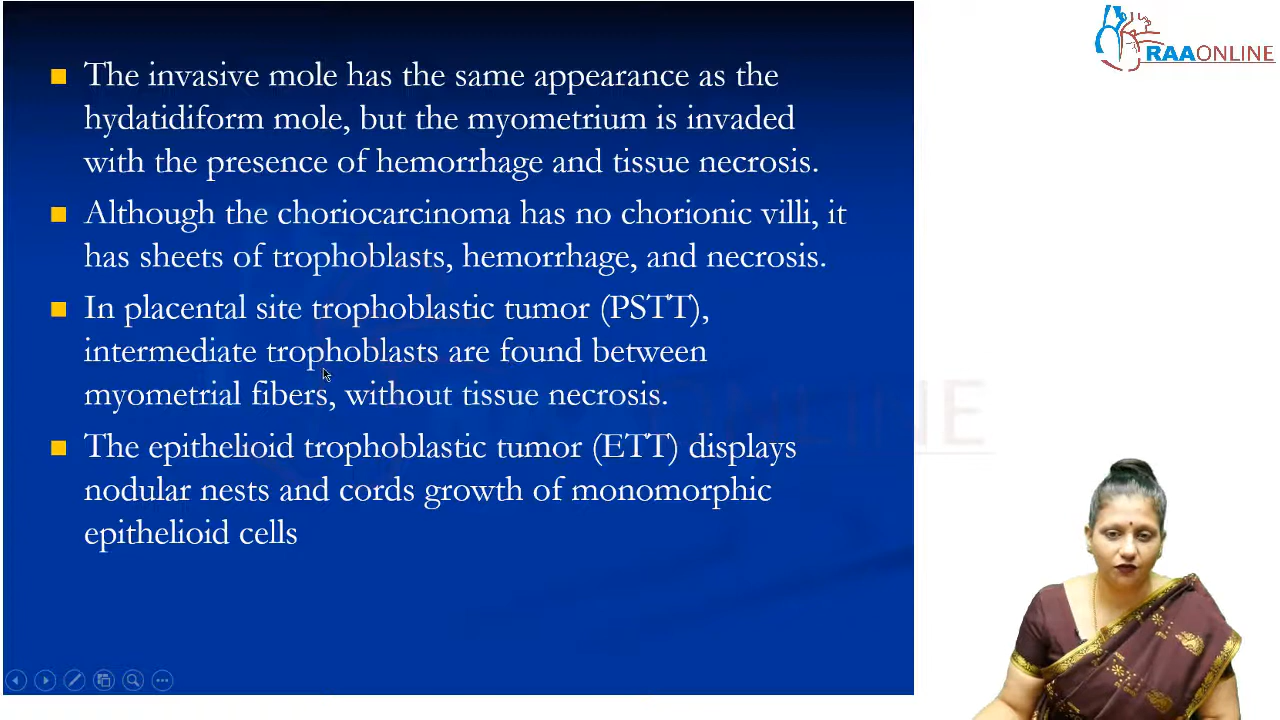 RAAONLINE
The invasive mole has the same appearance as the
hydatidiform mole, but the myometrium is invaded
with the presence of hemorrhage and tissue necrosis.
Although the choriocarcinoma has no chorionic villi, it
has sheets of trophoblasts, hemorrhage, and necrosis.
In placental site trophoblastic tumor (PSTT),
intermediate trophoblasts are found between
myometrial fibers, without tissue necrosis.
The epithelioid trophoblastic tumor (ETT) displays
nodular nests and cords growth of monomorphic
epithelioid cells